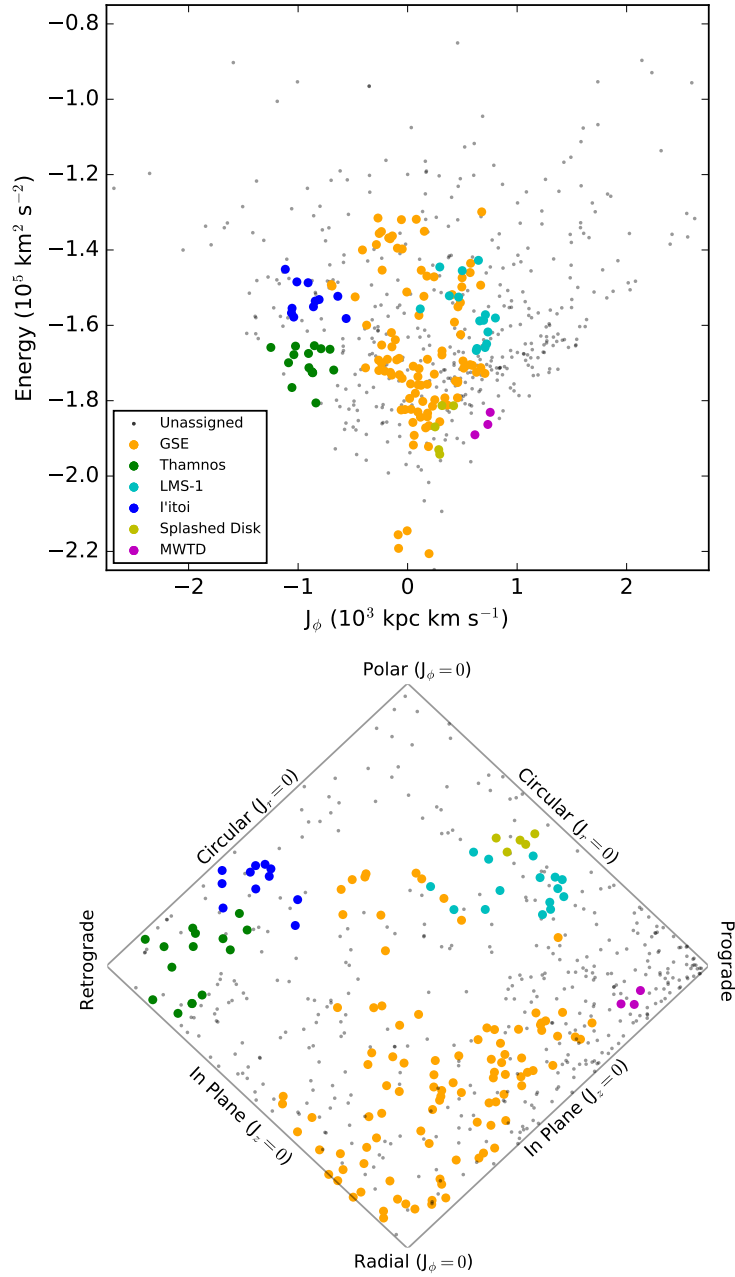 −0.8
−1.0
−1.2
−1.4
−1.6
−1.8
−2.0
−2.2
Energy (10⁵ km² s⁻²)
Unassigned
GSE
Thamnos
LMS-1
I'itoi
Splashed Disk
MWTD
−2 −1 0 1 2
J_ϕ (10³ kpc km s⁻¹)
Polar (J_ϕ = 0)
Circular (J_r = 0)
Circular (J_r = 0)
Retrograde
Prograde
In Plane (J_z = 0)
In Plane (J_z = 0)
Radial (J_ϕ = 0)